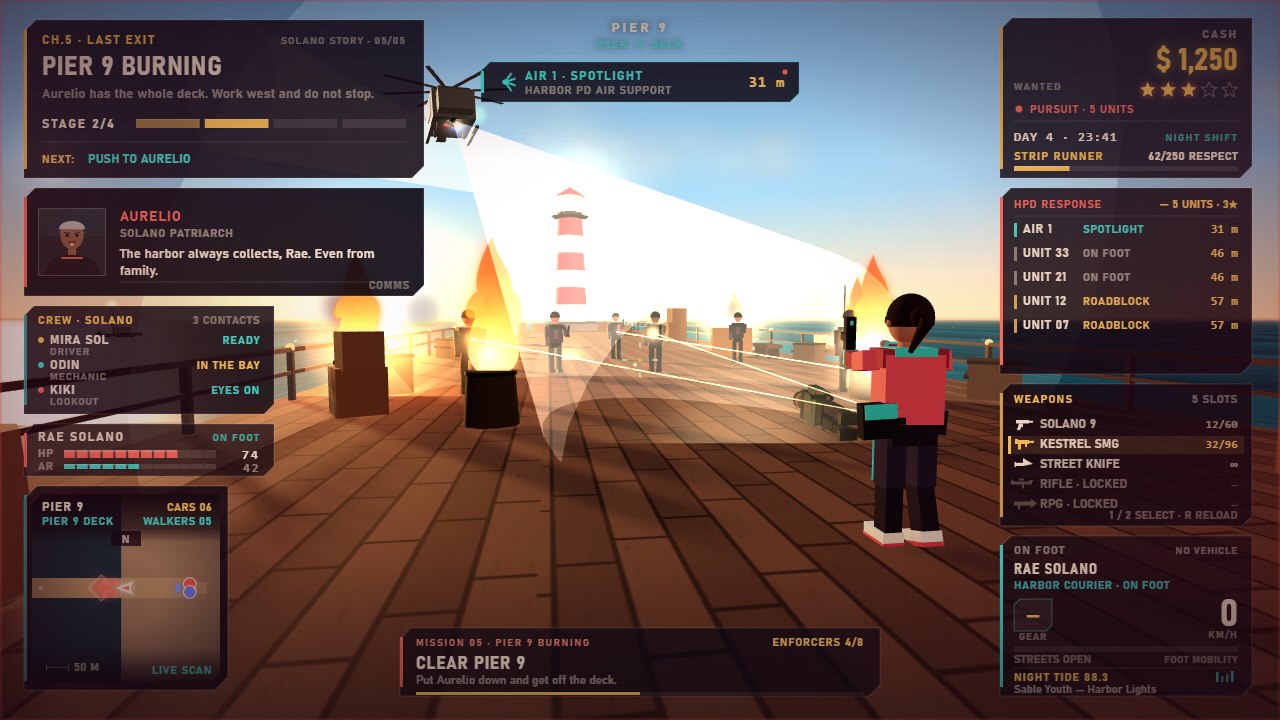 CH.5 · LAST EXIT
SOLANO STORY · 05/05
PIER 9 BURNING
Aurelio has the whole deck. Work west and do not stop.
STAGE 2/4
NEXT: PUSH TO AURELIO
AURELIO
SOLANO PATRIARCH
The harbor always collects, Rae. Even from
family.
COMMS
CREW · SOLANO
3 CONTACTS
MIRA SOL
READY
DRIVER
ODIN
IN THE BAY
MECHANIC
KIKI
EYES ON
LOOKOUT
RAE SOLANO
ON FOOT
HP
74
AR
42
PIER 9
CARS 06
PIER 9 DECK
WALKERS 05
N
50 M
LIVE SCAN
PIER 9
PIER 9 DECK
AIR 1 · SPOTLIGHT
31 m
HARBOR PD AIR SUPPORT
MISSION 05 · PIER 9 BURNING
ENFORCERS 4/8
CLEAR PIER 9
Put Aurelio down and get off the deck.
CASH
$ 1,250
WANTED
★★★☆☆
PURSUIT · 5 UNITS
DAY 4 · 23:41
NIGHT SHIFT
STRIP RUNNER
62/250 RESPECT
HPD RESPONSE
— 5 UNITS · 3★
AIR 1
SPOTLIGHT
31 m
UNIT 33
ON FOOT
46 m
UNIT 21
ON FOOT
46 m
UNIT 12
ROADBLOCK
57 m
UNIT 07
ROADBLOCK
57 m
WEAPONS
5 SLOTS
SOLANO 9
12/60
KESTREL SMG
32/96
STREET KNIFE
∞
RIFLE · LOCKED
—
RPG · LOCKED
—
1 / 2 SELECT · R RELOAD
ON FOOT
NO VEHICLE
RAE SOLANO
HARBOR COURIER · ON FOOT
—
0
GEAR
KM/H
STREETS OPEN
FOOT MOBILITY
NIGHT TIDE 88.3
Sable Youth — Harbor Lights